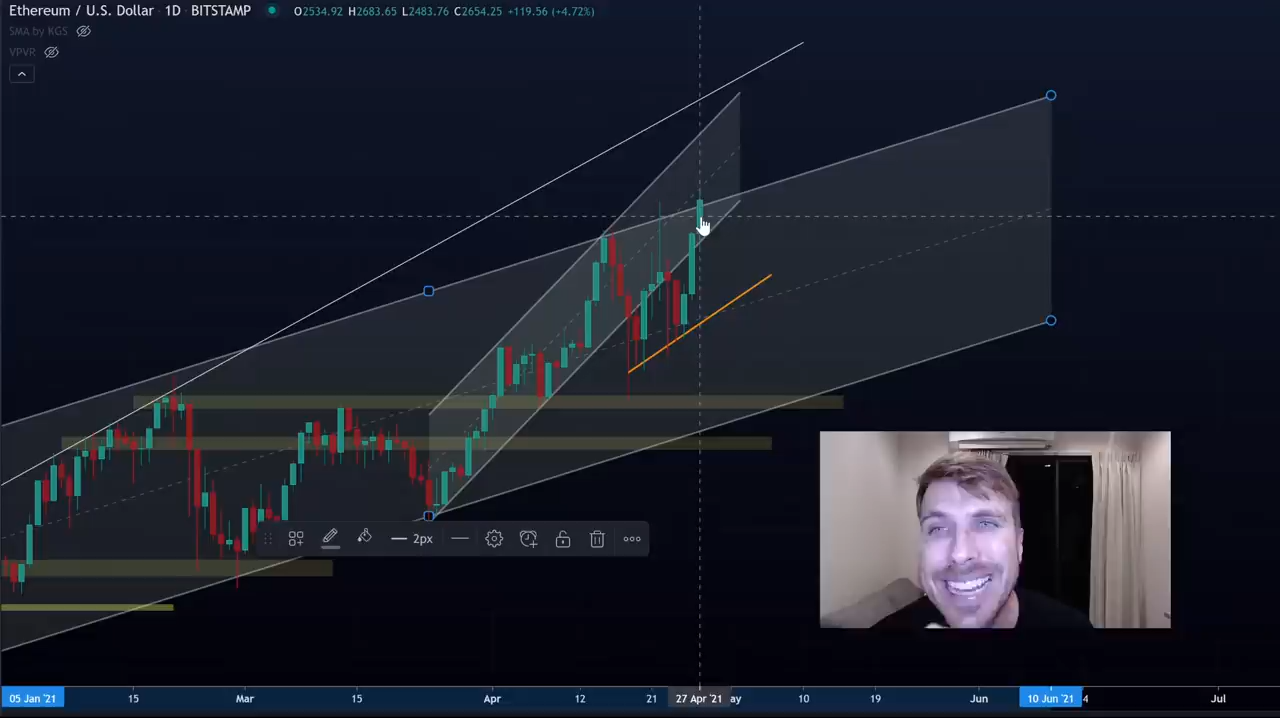 Ethereum / U.S. Dollar 1D BITSTAMP O2534.92 H2683.65 L2483.76 C2654.25 +119.56 (+4.72%)
SMA by KGS
VPVR
2px
05 Jan '21 15 Mar 15 Apr 12 21 27 Apr '21 ay 10 19 Jun 10 Jun '21 4 Jul